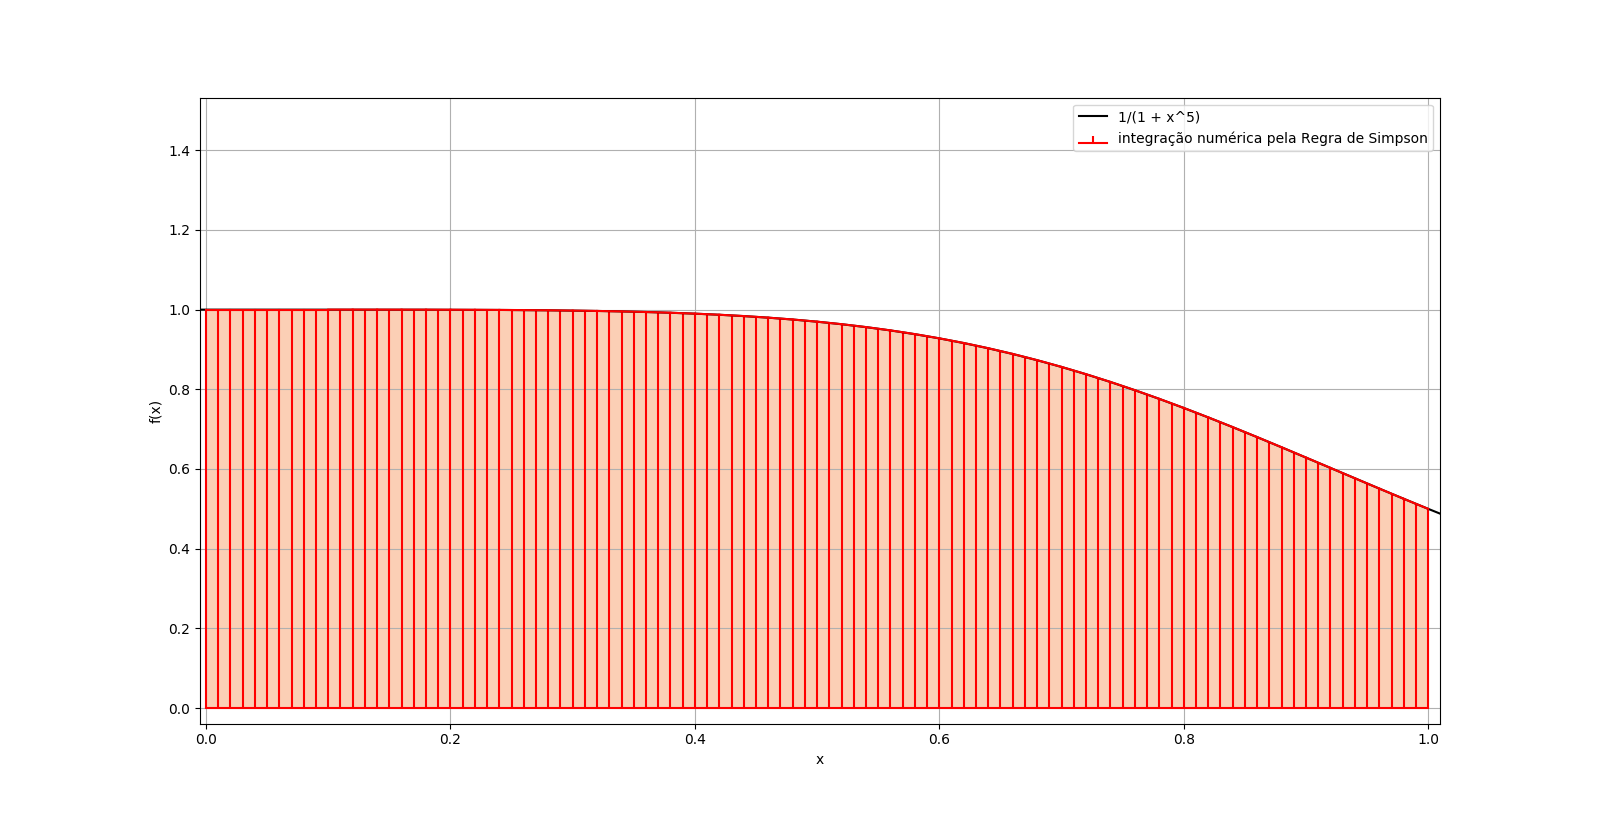 1/(1 + x^5)
integração numérica pela Regra de Simpson
1.4
1.2
1.0
0.8
0.6
0.4
0.2
0.0
f(x)
0.0 0.2 0.4 0.6 0.8 1.0
x